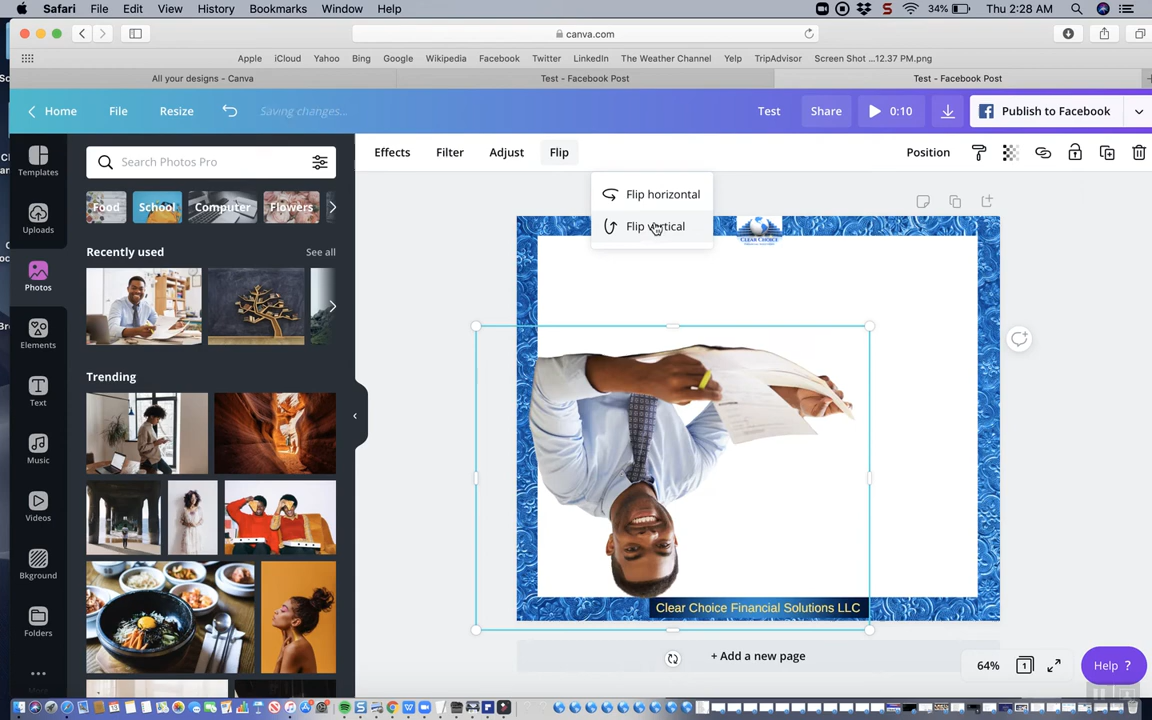 Safari File Edit View History Bookmarks Window Help 34% Thu 2:28 AM
canva.com
Apple iCloud Yahoo Bing Google Wikipedia Facebook Twitter LinkedIn The Weather Channel Yelp TripAdvisor Screen Shot ...12.37 PM.png
All your designs - Canva Test - Facebook Post Test - Facebook Post
Home File Resize Saving changes... Test Share 0:10 Publish to Facebook
Templates
Uploads
Photos
Elements
Text
Music
Videos
Bkground
Folders
Search Photos Pro
Food School Computer Flowers
Recently used See all
Trending
Effects Filter Adjust Flip Position
Flip horizontal
Flip vertical
CLEAR CHOICE
Clear Choice Financial Solutions LLC
+ Add a new page
64% 1 Help ?